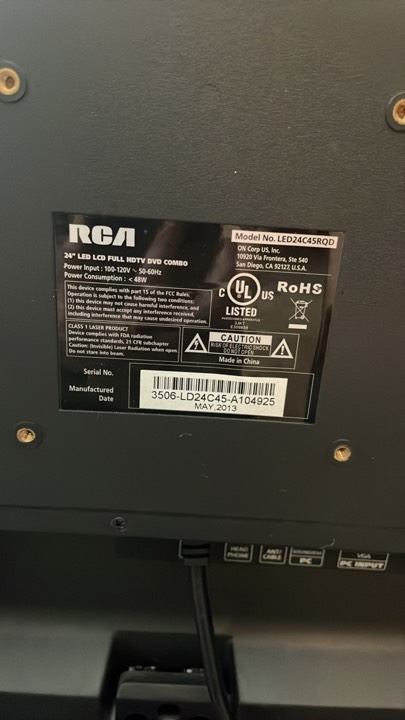 RCA
Model No. LED24C45RQD
24" LED LCD FULL HDTV DVD COMBO
Power Input : 100-120V ~ 50-60Hz
Power Consumption : < 48W
ON Corp US, Inc.
10920 Via Frontera, Ste 540
San Diego, CA 92127, U.S.A.
This device complies with part 15 of the FCC Rules.
Operation is subject to the following two conditions:
(1) this device may not cause harmful interference, and
(2) this device must accept any interference received,
including interference that may cause undesired operation.
C UL US
LISTED
RoHS
CLASS 1 LASER PRODUCT
Device complies with FDA radiation
performance standards, 21 CFR subchapter
Caution: (Invisible) Laser Radiation when open.
Do not stare into beam.
CAUTION
RISK OF ELECTRIC SHOCK
DO NOT OPEN
Made in China
Serial No.
3506-LD24C45-A104925
Manufactured
Date
MAY,2013
HEAD
PHONE
ANT/
CABLE
PC
VGA
PC INPUT